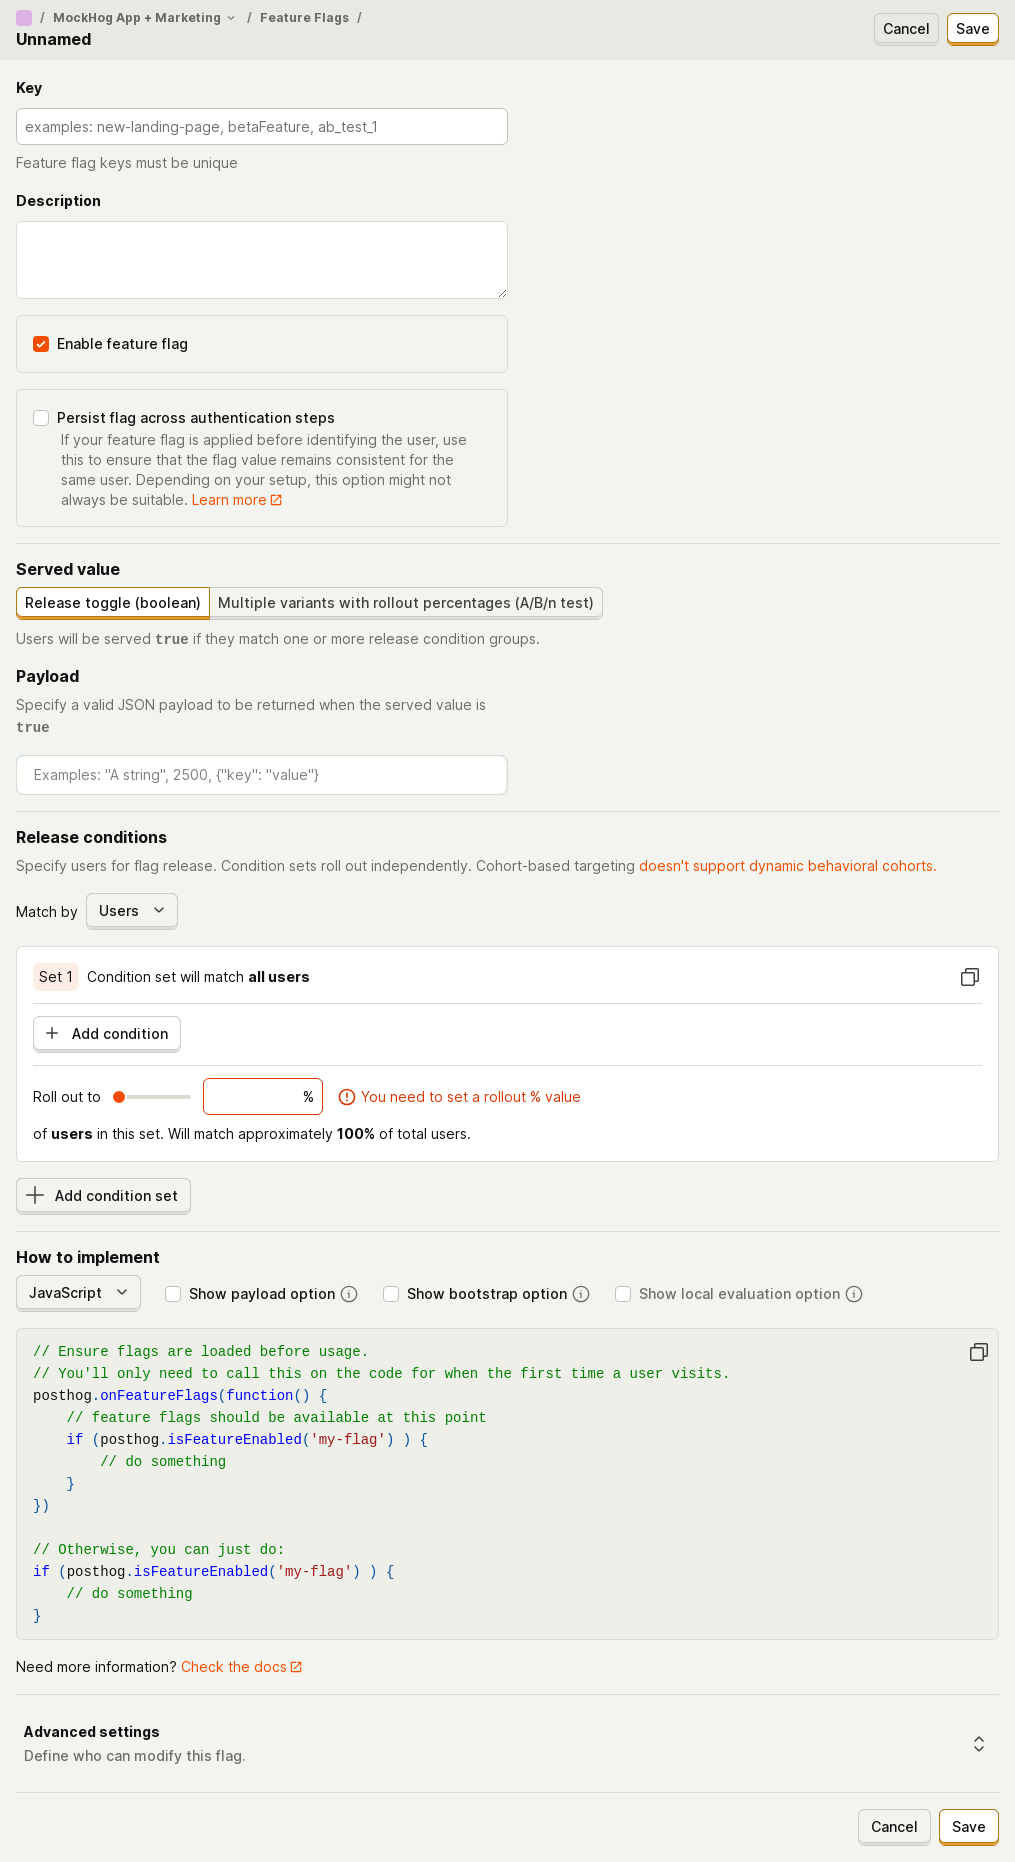 / MockHog App + Marketing / Feature Flags /
Unnamed
Cancel
Save
Key
examples: new-landing-page, betaFeature, ab_test_1
Feature flag keys must be unique
Description
Enable feature flag
Persist flag across authentication steps
If your feature flag is applied before identifying the user, use
this to ensure that the flag value remains consistent for the
same user. Depending on your setup, this option might not
always be suitable. Learn more
Served value
Release toggle (boolean)
Multiple variants with rollout percentages (A/B/n test)
Users will be served true if they match one or more release condition groups.
Payload
Specify a valid JSON payload to be returned when the served value is
true
Examples: "A string", 2500, {"key": "value"}
Release conditions
Specify users for flag release. Condition sets roll out independently. Cohort-based targeting doesn't support dynamic behavioral cohorts.
Match by Users
Set 1 Condition set will match all users
Add condition
Roll out to % You need to set a rollout % value
of users in this set. Will match approximately 100% of total users.
Add condition set
How to implement
JavaScript Show payload option Show bootstrap option Show local evaluation option
// Ensure flags are loaded before usage.
// You'll only need to call this on the code for when the first time a user visits.
posthog.onFeatureFlags(function() {
    // feature flags should be available at this point
    if (posthog.isFeatureEnabled('my-flag') ) {
        // do something
    }
})
// Otherwise, you can just do:
if (posthog.isFeatureEnabled('my-flag') ) {
    // do something
}
Need more information? Check the docs
Advanced settings
Define who can modify this flag.
Cancel
Save